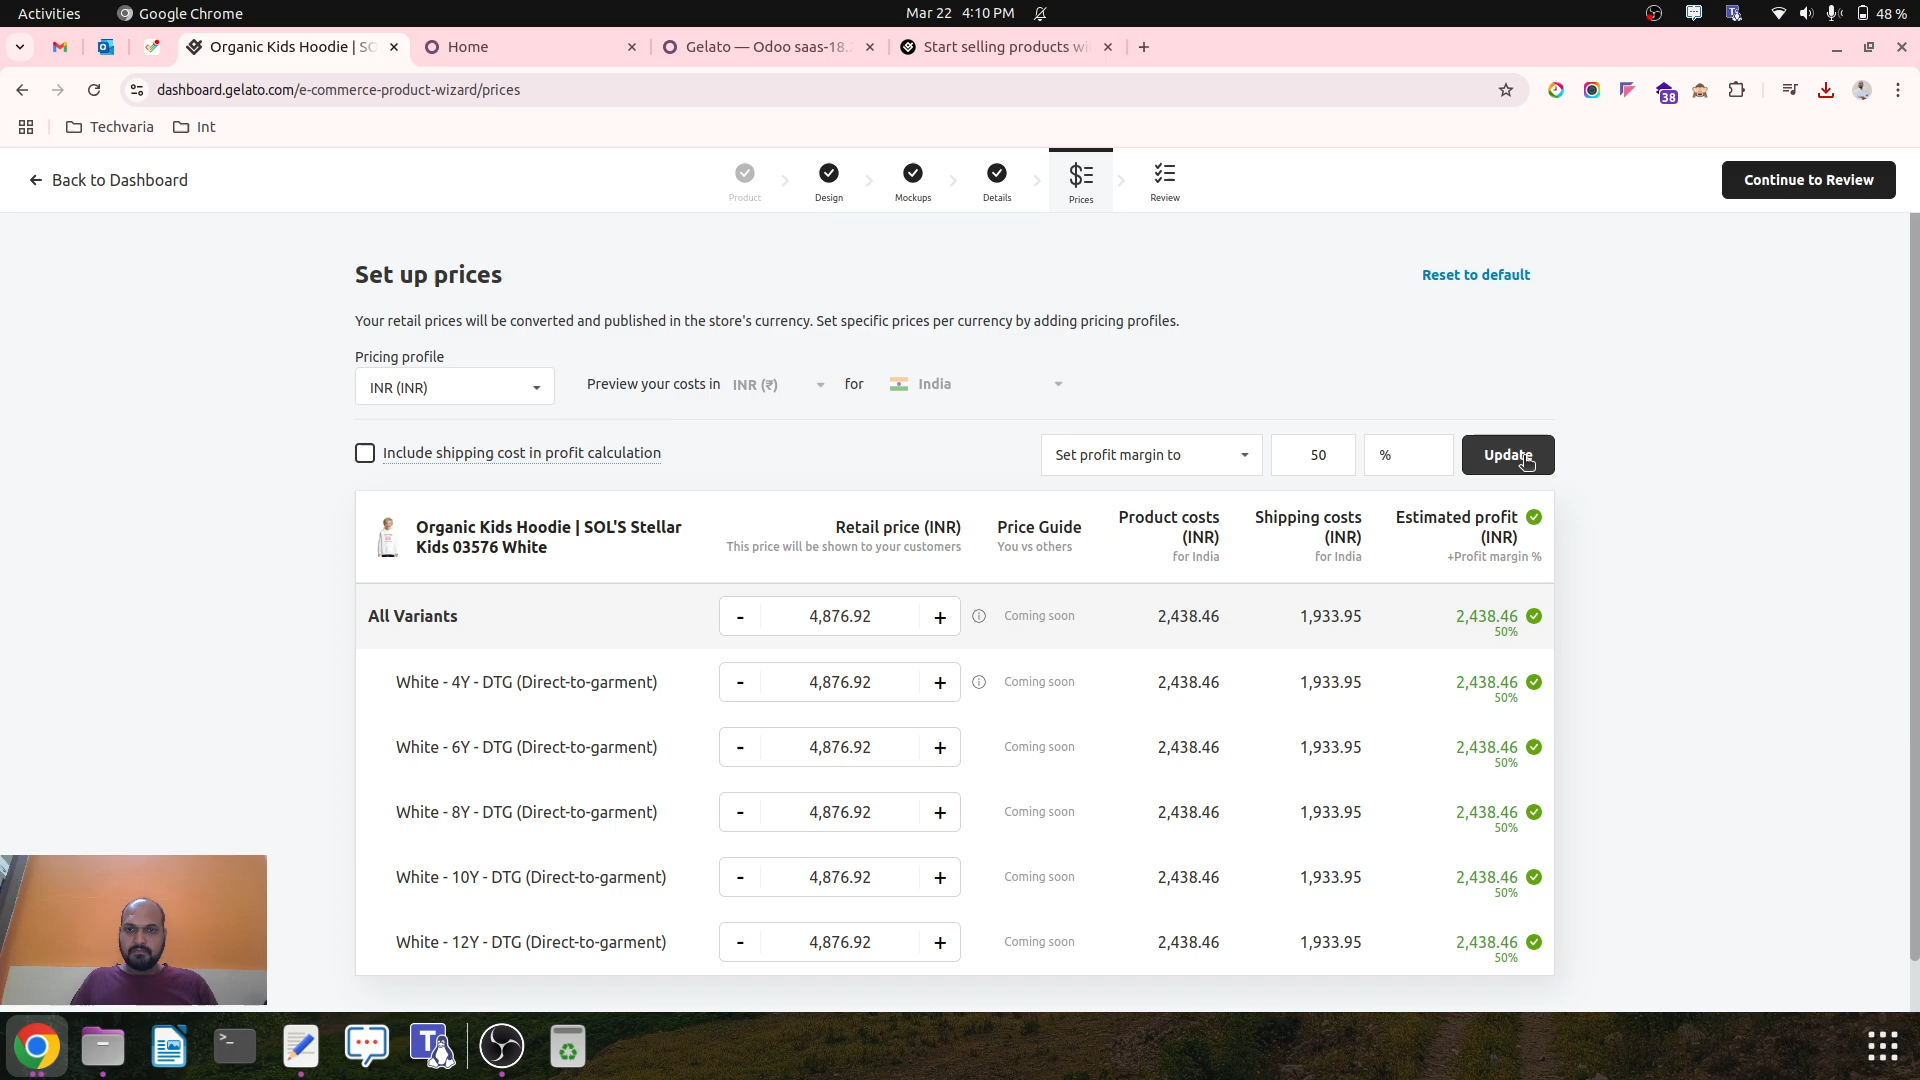 Activities
Google Chrome
Mar 22 4:10 PM
48 %
Organic Kids Hoodie | SO
Home
Gelato — Odoo saas-18.
Start selling products wi
dashboard.gelato.com/e-commerce-product-wizard/prices
38
Techvaria
Int
Back to Dashboard
Product
Design
Mockups
Details
Prices
Review
Continue to Review
Set up prices
Reset to default
Your retail prices will be converted and published in the store's currency. Set specific prices per currency by adding pricing profiles.
Pricing profile
INR (INR)
Preview your costs in INR (₹) for India
Include shipping cost in profit calculation
Set profit margin to
50
%
Update
Organic Kids Hoodie | SOL'S Stellar
Kids 03576 White
Retail price (INR)
This price will be shown to your customers
Price Guide
You vs others
Product costs
(INR)
for India
Shipping costs
(INR)
for India
Estimated profit
(INR)
+Profit margin %
All Variants - 4,876.92 + Coming soon 2,438.46 1,933.95 2,438.46
50%
White - 4Y - DTG (Direct-to-garment) - 4,876.92 + Coming soon 2,438.46 1,933.95 2,438.46
50%
White - 6Y - DTG (Direct-to-garment) - 4,876.92 + Coming soon 2,438.46 1,933.95 2,438.46
50%
White - 8Y - DTG (Direct-to-garment) - 4,876.92 + Coming soon 2,438.46 1,933.95 2,438.46
50%
White - 10Y - DTG (Direct-to-garment) - 4,876.92 + Coming soon 2,438.46 1,933.95 2,438.46
50%
White - 12Y - DTG (Direct-to-garment) - 4,876.92 + Coming soon 2,438.46 1,933.95 2,438.46
50%